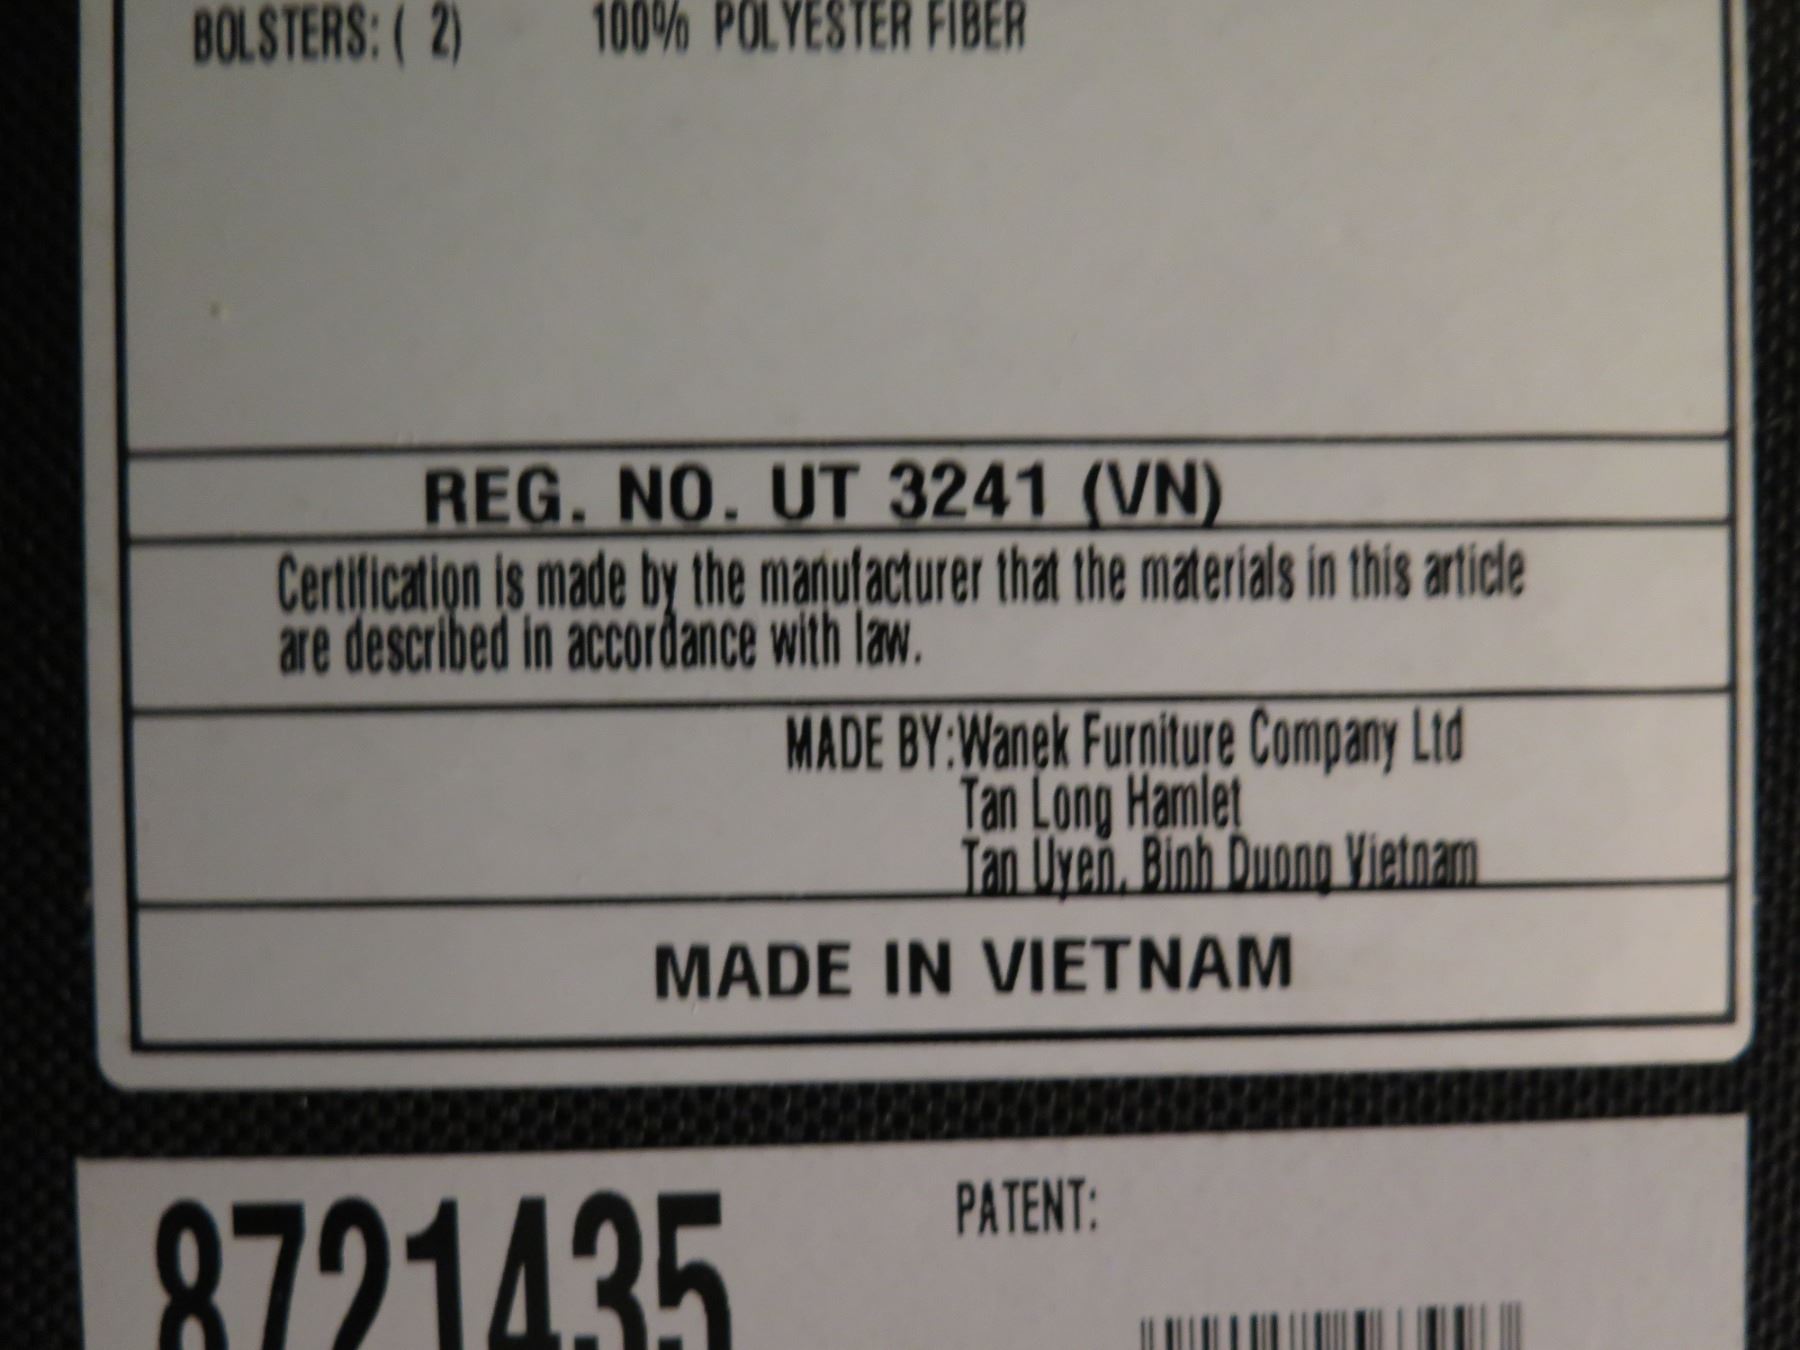 BOLSTERS: ( 2) 100% POLYESTER FIBER
REG. NO. UT 3241 (VN)
Certification is made by the manufacturer that the materials in this article
are described in accordance with law.
MADE BY:Wanek Furniture Company Ltd
Tan Long Hamlet
Tan Uyen, Binh Duong Vietnam
MADE IN VIETNAM
8721435 PATENT: